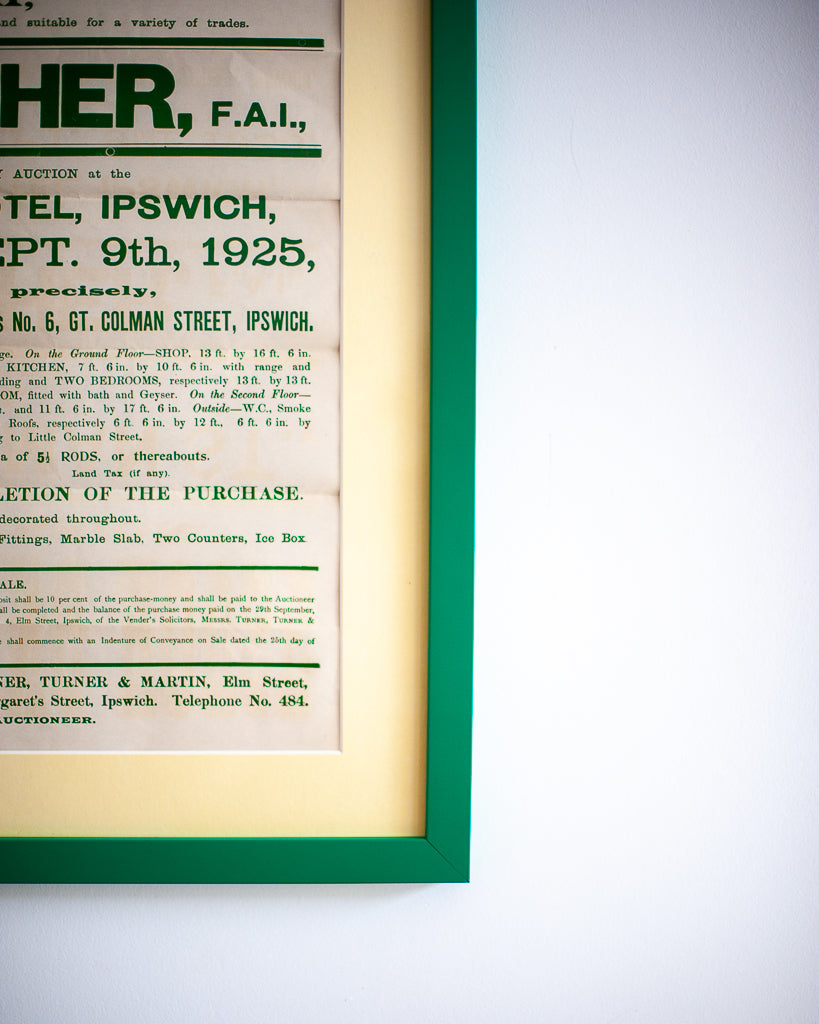 and suitable for a variety of trades.
HER, F.A.I.,
Y AUCTION at the
OTEL, IPSWICH,
EPT. 9th, 1925,
precisely,
s No. 6, GT. COLMAN STREET, IPSWICH.
ge. On the Ground Floor—SHOP, 13 ft. by 16 ft. 6 in.
KITCHEN, 7 ft. 6 in. by 10 ft. 6 in. with range and
ding and TWO BEDROOMS, respectively 13 ft. by 13 ft.
OM, fitted with bath and Geyser. On the Second Floor—
. and 11 ft. 6 in. by 17 ft. 6 in. Outside—W.C., Smoke
Roofs, respectively 6 ft. 6 in. by 12 ft., 6 ft. 6 in. by
g to Little Colman Street.
a of 5½ RODS, or thereabouts.
Land Tax (if any).
LETION OF THE PURCHASE.
decorated throughout.
Fittings, Marble Slab, Two Counters, Ice Box
ALE.
osit shall be 10 per cent of the purchase-money and shall be paid to the Auctioneer
all be completed and the balance of the purchase money paid on the 29th September,
4, Elm Street, Ipswich, of the Vender's Solicitors, MESSRS. TURNER, TURNER &
e shall commence with an Indenture of Conveyance on Sale dated the 25th day of
NER, TURNER & MARTIN, Elm Street,
garet's Street, Ipswich. Telephone No. 484.
AUCTIONEER.